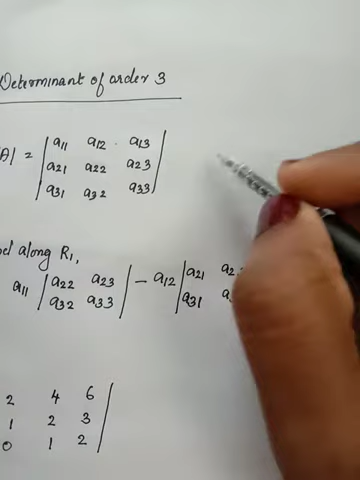 Determinant of order 3
A| = | a11 a12 a13 |
| a21 a22 a23 |
| a31 a32 a33 |
along R1,
a11 | a22 a23 | - a12 | a21
| a32 a33 | | a31
2 4 6 |
1 2 3 |
0 1 2 |